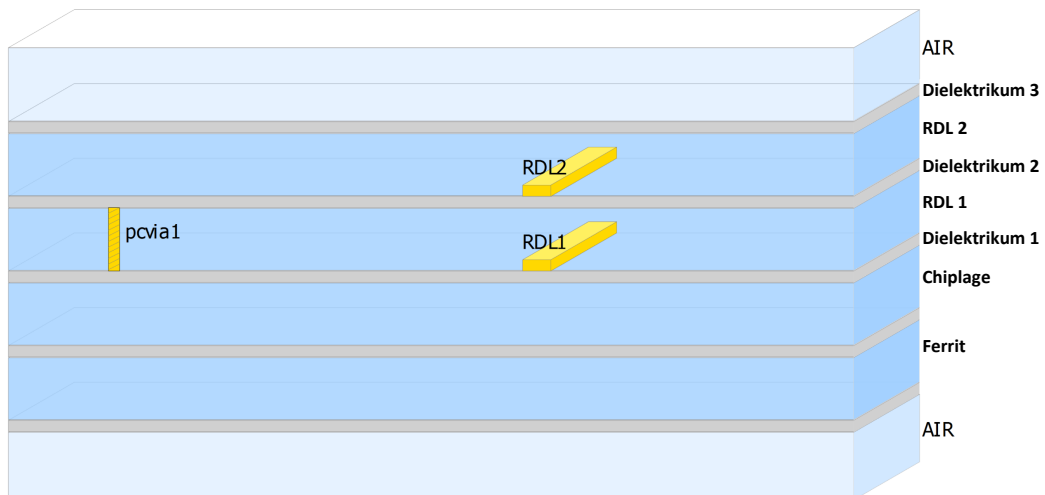 AIR
Dielektrikum 3
RDL 2
RDL2
Dielektrikum 2
RDL 1
pcvia1
RDL1
Dielektrikum 1
Chiplage
Ferrit
AIR